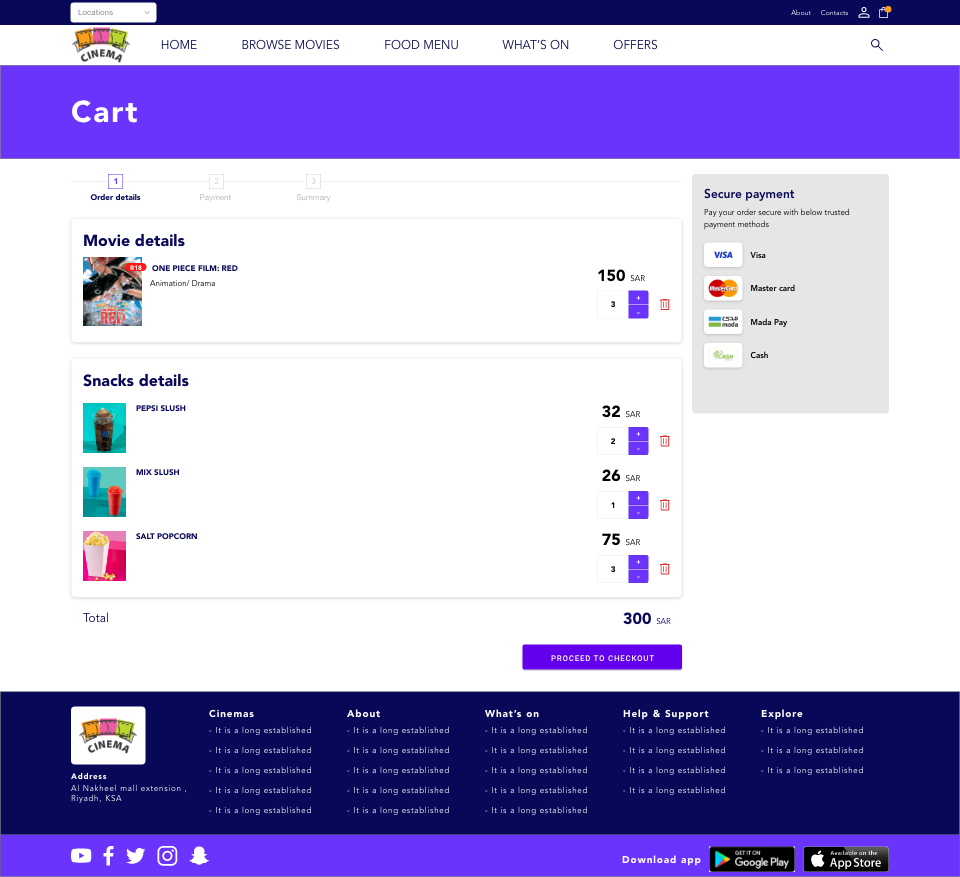 Locations
About
Contacts
CINEMA
HOME
BROWSE MOVIES
FOOD MENU
WHAT'S ON
OFFERS
Cart
1
2
3
Order details
Payment
Summary
Movie details
R18
RED
ONE PIECE FILM: RED
Animation/ Drama
150 SAR
3
+
-
Snacks details
PEPSI SLUSH
32 SAR
2
+
-
MIX SLUSH
26 SAR
1
+
-
SALT POPCORN
75 SAR
3
+
-
Total
300 SAR
PROCEED TO CHECKOUT
Secure payment
Pay your order secure with below trusted
payment methods
VISA
Visa
MasterCard
Master card
مدى
mada
Mada Pay
CASH
Cash
CINEMA
Address
Al Nakheel mall extension ,
Riyadh, KSA
Cinemas
- It is a long established
- It is a long established
- It is a long established
- It is a long established
- It is a long established
About
- It is a long established
- It is a long established
- It is a long established
- It is a long established
- It is a long established
What's on
- It is a long established
- It is a long established
- It is a long established
- It is a long established
- It is a long established
Help & Support
- It is a long established
- It is a long established
- It is a long established
- It is a long established
Explore
- It is a long established
- It is a long established
- It is a long established
Download app
GET IT ON
Google Play
Available on the
App Store